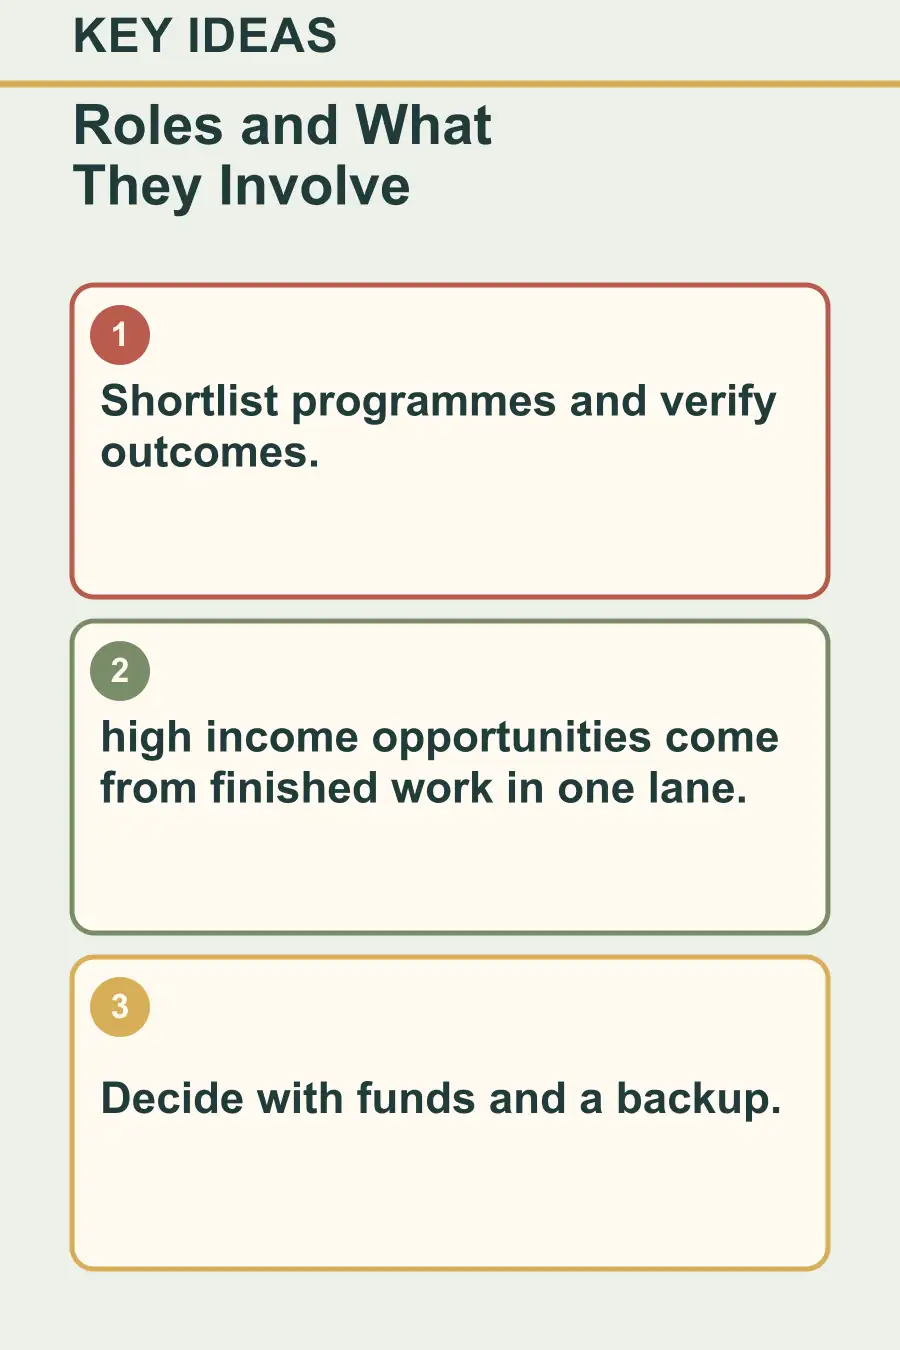 KEY IDEAS
Roles and What
They Involve
1
Shortlist programmes and verify
outcomes.
2
high income opportunities come
from finished work in one lane.
3
Decide with funds and a backup.